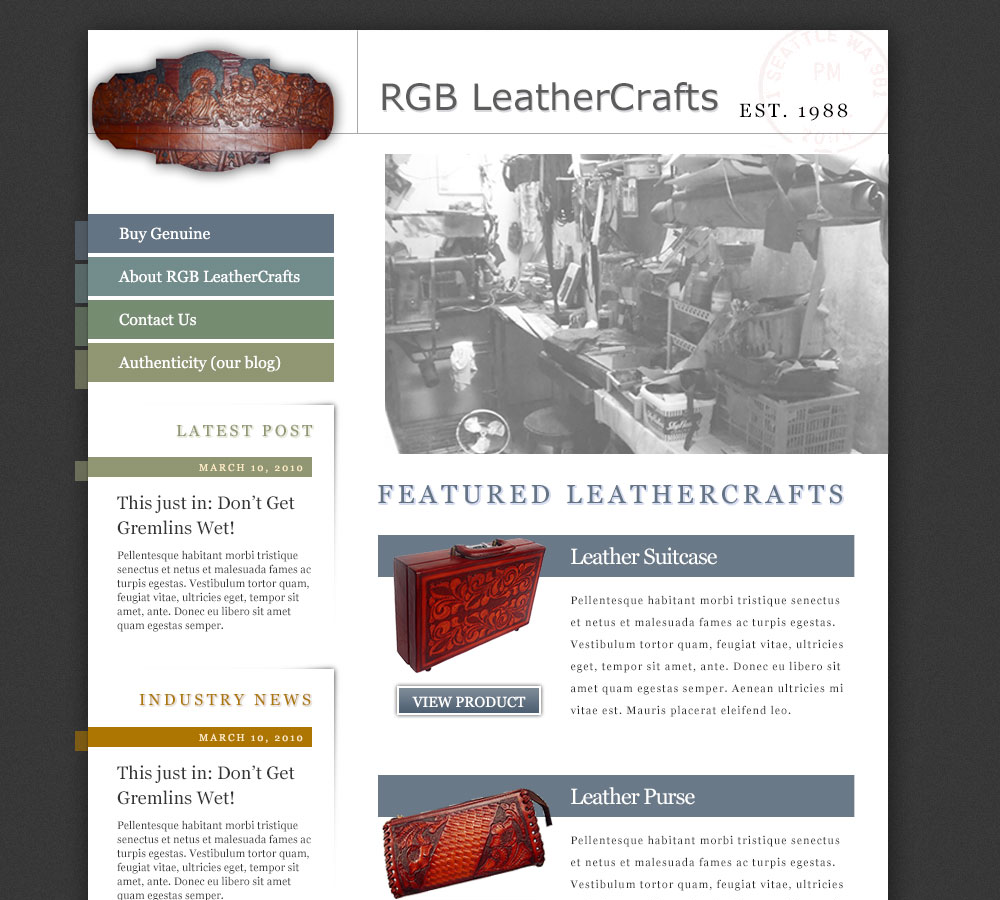 RGB LeatherCrafts
EST. 1988
SEATTLE WA
PM
Buy Genuine
About RGB LeatherCrafts
Contact Us
Authenticity (our blog)
LATEST POST
MARCH 10, 2010
This just in: Don’t Get
Gremlins Wet!
Pellentesque habitant morbi tristique
senectus et netus et malesuada fames ac
turpis egestas. Vestibulum tortor quam,
feugiat vitae, ultricies eget, tempor sit
amet, ante. Donec eu libero sit amet
quam egestas semper.
INDUSTRY NEWS
MARCH 10, 2010
This just in: Don’t Get
Gremlins Wet!
Pellentesque habitant morbi tristique
senectus et netus et malesuada fames ac
turpis egestas. Vestibulum tortor quam,
feugiat vitae, ultricies eget, tempor sit
amet, ante. Donec eu libero sit amet
quam egestas semper.
FEATURED LEATHERCRAFTS
Leather Suitcase
Pellentesque habitant morbi tristique senectus
et netus et malesuada fames ac turpis egestas.
Vestibulum tortor quam, feugiat vitae, ultricies
eget, tempor sit amet, ante. Donec eu libero sit
amet quam egestas semper. Aenean ultricies mi
vitae est. Mauris placerat eleifend leo.
VIEW PRODUCT
Leather Purse
Pellentesque habitant morbi tristique senectus
et netus et malesuada fames ac turpis egestas.
Vestibulum tortor quam, feugiat vitae, ultricies